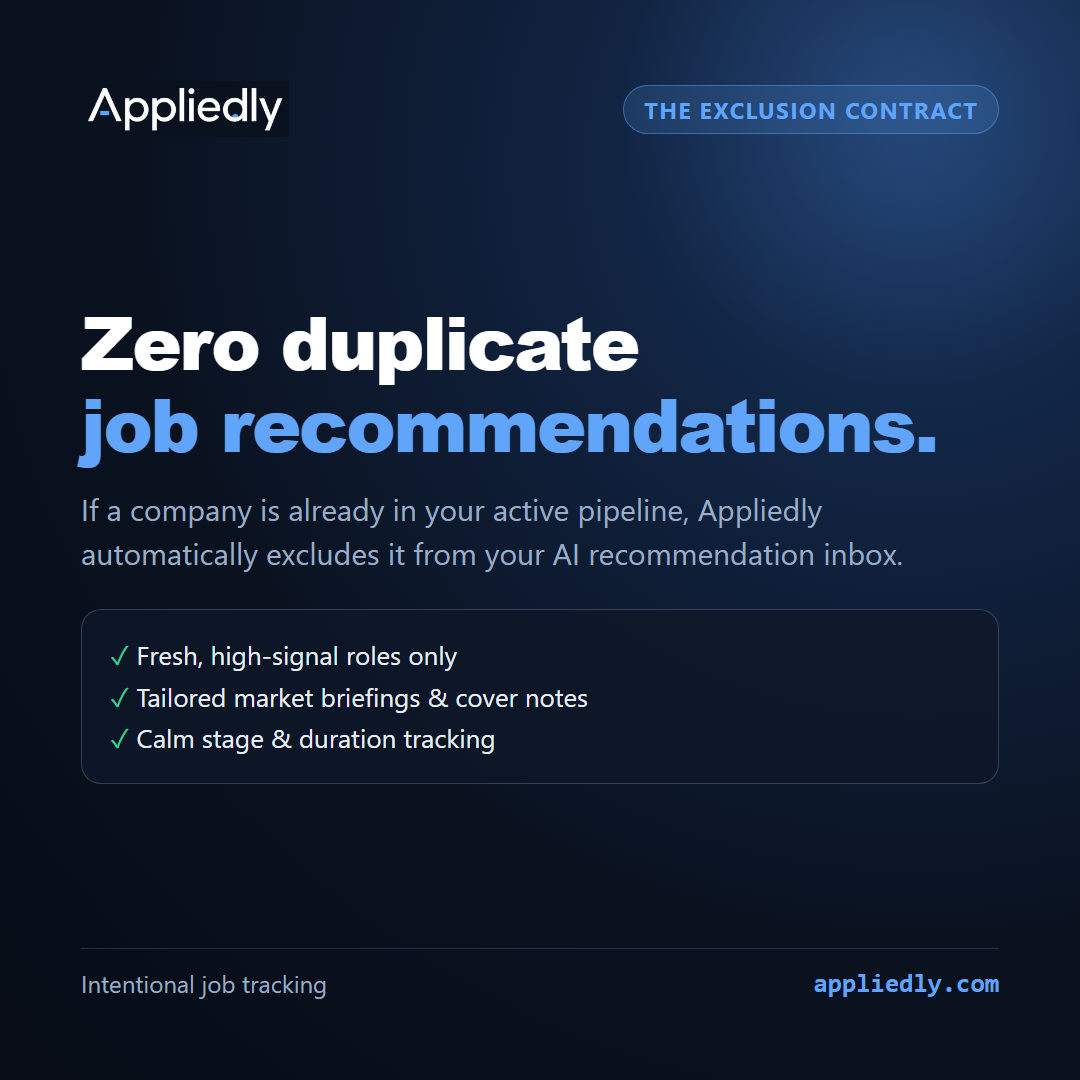 Appliedly
THE EXCLUSION CONTRACT
Zero duplicate
job recommendations.
If a company is already in your active pipeline, Appliedly
automatically excludes it from your AI recommendation inbox.
✓ Fresh, high-signal roles only
✓ Tailored market briefings & cover notes
✓ Calm stage & duration tracking
Intentional job tracking
appliedly.com